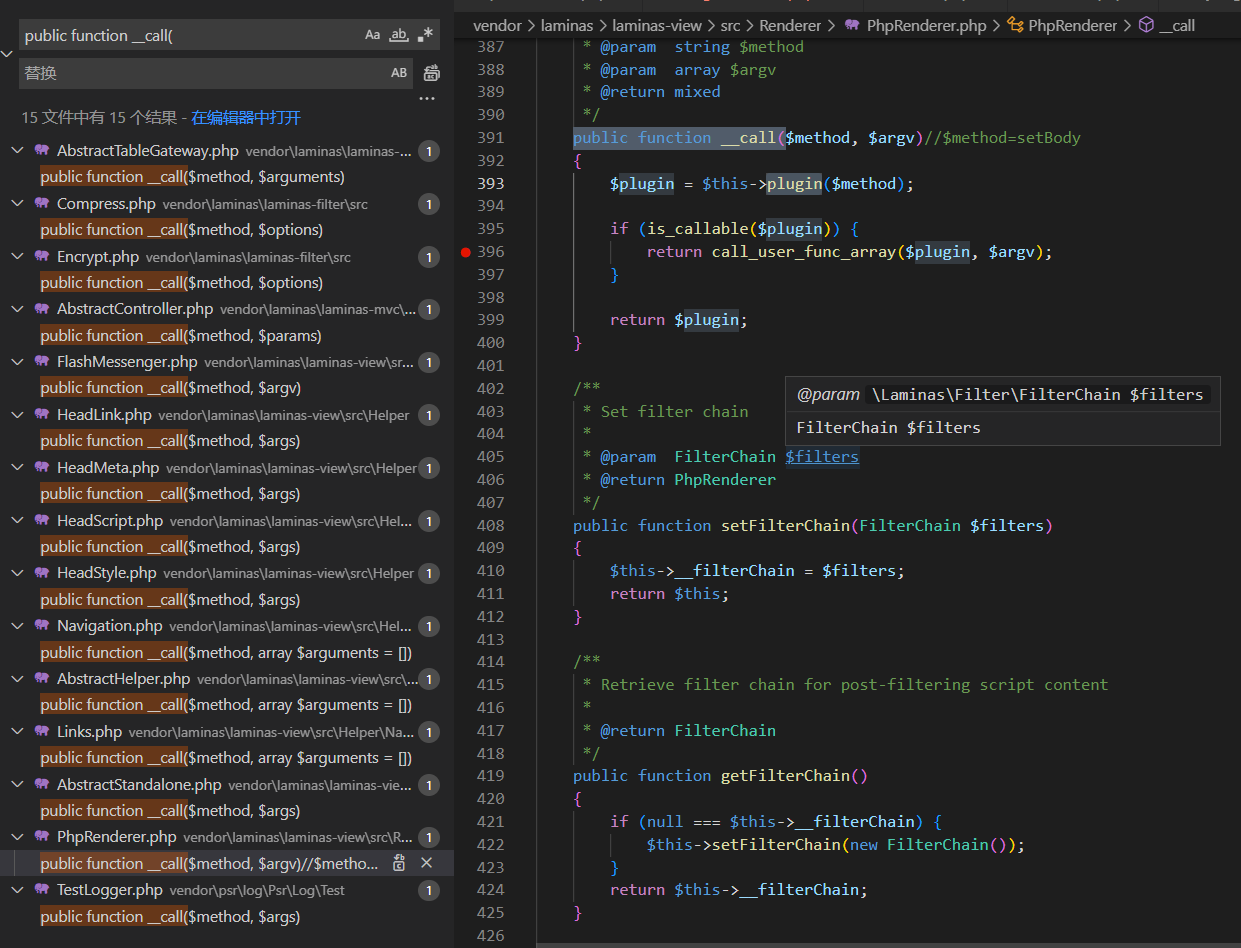 public function __call(
Aa ab
替换
AB
15 文件中有 15 个结果 - 在编辑器中打开
AbstractTableGateway.php vendor\laminas\laminas-... 1
public function __call($method, $arguments)
Compress.php vendor\laminas\laminas-filter\src 1
public function __call($method, $options)
Encrypt.php vendor\laminas\laminas-filter\src 1
public function __call($method, $options)
AbstractController.php vendor\laminas\laminas-mvc\... 1
public function __call($method, $params)
FlashMessenger.php vendor\laminas\laminas-view\sr... 1
public function __call($method, $argv)
HeadLink.php vendor\laminas\laminas-view\src\Helper 1
public function __call($method, $args)
HeadMeta.php vendor\laminas\laminas-view\src\Helper 1
public function __call($method, $args)
HeadScript.php vendor\laminas\laminas-view\src\Hel... 1
public function __call($method, $args)
HeadStyle.php vendor\laminas\laminas-view\src\Helper 1
public function __call($method, $args)
Navigation.php vendor\laminas\laminas-view\src\Hel... 1
public function __call($method, array $arguments = [])
AbstractHelper.php vendor\laminas\laminas-view\src\... 1
public function __call($method, array $arguments = [])
Links.php vendor\laminas\laminas-view\src\Helper\Na... 1
public function __call($method, array $arguments = [])
AbstractStandalone.php vendor\laminas\laminas-vie... 1
public function __call($method, $args)
PhpRenderer.php vendor\laminas\laminas-view\src\R... 1
public function __call($method, $argv)//$metho...
TestLogger.php vendor\psr\log\Psr\Log\Test 1
public function __call($method, $args)
vendor > laminas > laminas-view > src > Renderer > PhpRenderer.php > PhpRenderer > __call
387 * @param string $method
388 * @param array $argv
389 * @return mixed
390 */
391 public function __call($method, $argv)//$method=setBody
392 {
393 $plugin = $this->plugin($method);
394
395 if (is_callable($plugin)) {
396 return call_user_func_array($plugin, $argv);
397 }
398
399 return $plugin;
400 }
401
402 /**
403 * Set filter chain
404 *
405 * @param FilterChain $filters
406 * @return PhpRenderer
407 */
408 public function setFilterChain(FilterChain $filters)
409 {
410 $this->__filterChain = $filters;
411 return $this;
412 }
413
414 /**
415 * Retrieve filter chain for post-filtering script content
416 *
417 * @return FilterChain
418 */
419 public function getFilterChain()
420 {
421 if (null === $this->__filterChain) {
422 $this->setFilterChain(new FilterChain());
423 }
424 return $this->__filterChain;
425 }
426
@param \Laminas\Filter\FilterChain $filters
FilterChain $filters